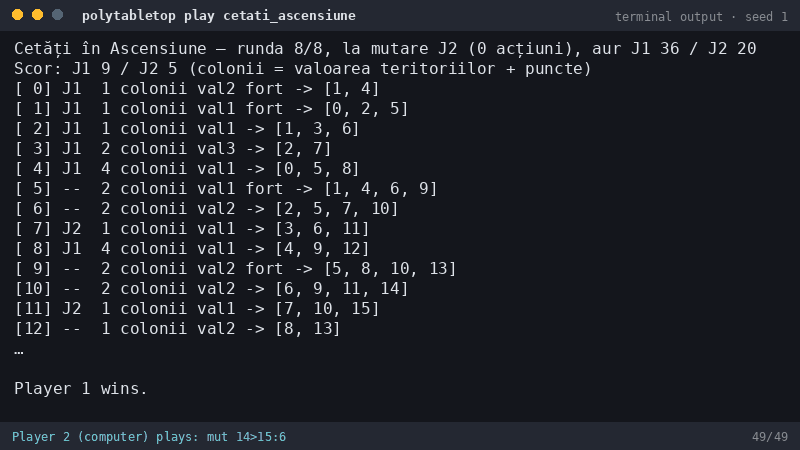 polytabletop play cetati_ascensiune
terminal output · seed 1
Cetăți în Ascensiune — runda 8/8, la mutare J2 (0 acțiuni), aur J1 36 / J2 20
Scor: J1 9 / J2 5 (colonii = valoarea teritoriilor + puncte)
[ 0] J1  1 colonii val2 fort -> [1, 4]
[ 1] J1  1 colonii val1 fort -> [0, 2, 5]
[ 2] J1  1 colonii val1 -> [1, 3, 6]
[ 3] J1  2 colonii val3 -> [2, 7]
[ 4] J1  4 colonii val1 -> [0, 5, 8]
[ 5] --  2 colonii val1 fort -> [1, 4, 6, 9]
[ 6] --  2 colonii val2 -> [2, 5, 7, 10]
[ 7] J2  1 colonii val1 -> [3, 6, 11]
[ 8] J1  4 colonii val1 -> [4, 9, 12]
[ 9] --  2 colonii val2 fort -> [5, 8, 10, 13]
[10] --  2 colonii val2 -> [6, 9, 11, 14]
[11] J2  1 colonii val1 -> [7, 10, 15]
[12] --  1 colonii val2 -> [8, 13]
…
Player 1 wins.
Player 2 (computer) plays: mut 14>15:6
49/49